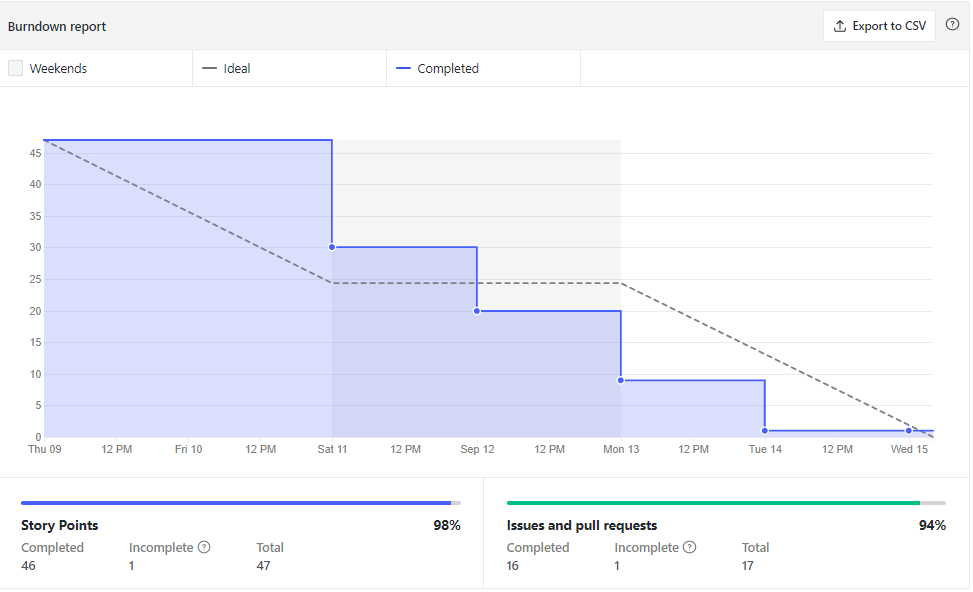 Burndown report
Export to CSV
Weekends
Ideal
Completed
45
40
35
30
25
20
15
10
5
0
Thu 09 12 PM Fri 10 12 PM Sat 11 12 PM Sep 12 12 PM Mon 13 12 PM Tue 14 12 PM Wed 15
Story Points 98%
Completed Incomplete ? Total
46 1 47
Issues and pull requests 94%
Completed Incomplete ? Total
16 1 17